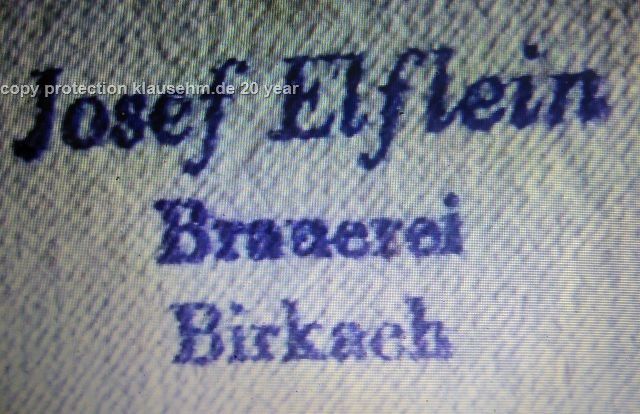 Josef Elflein
copy protection klausehm.de 20 year
Brauerei
Birkach